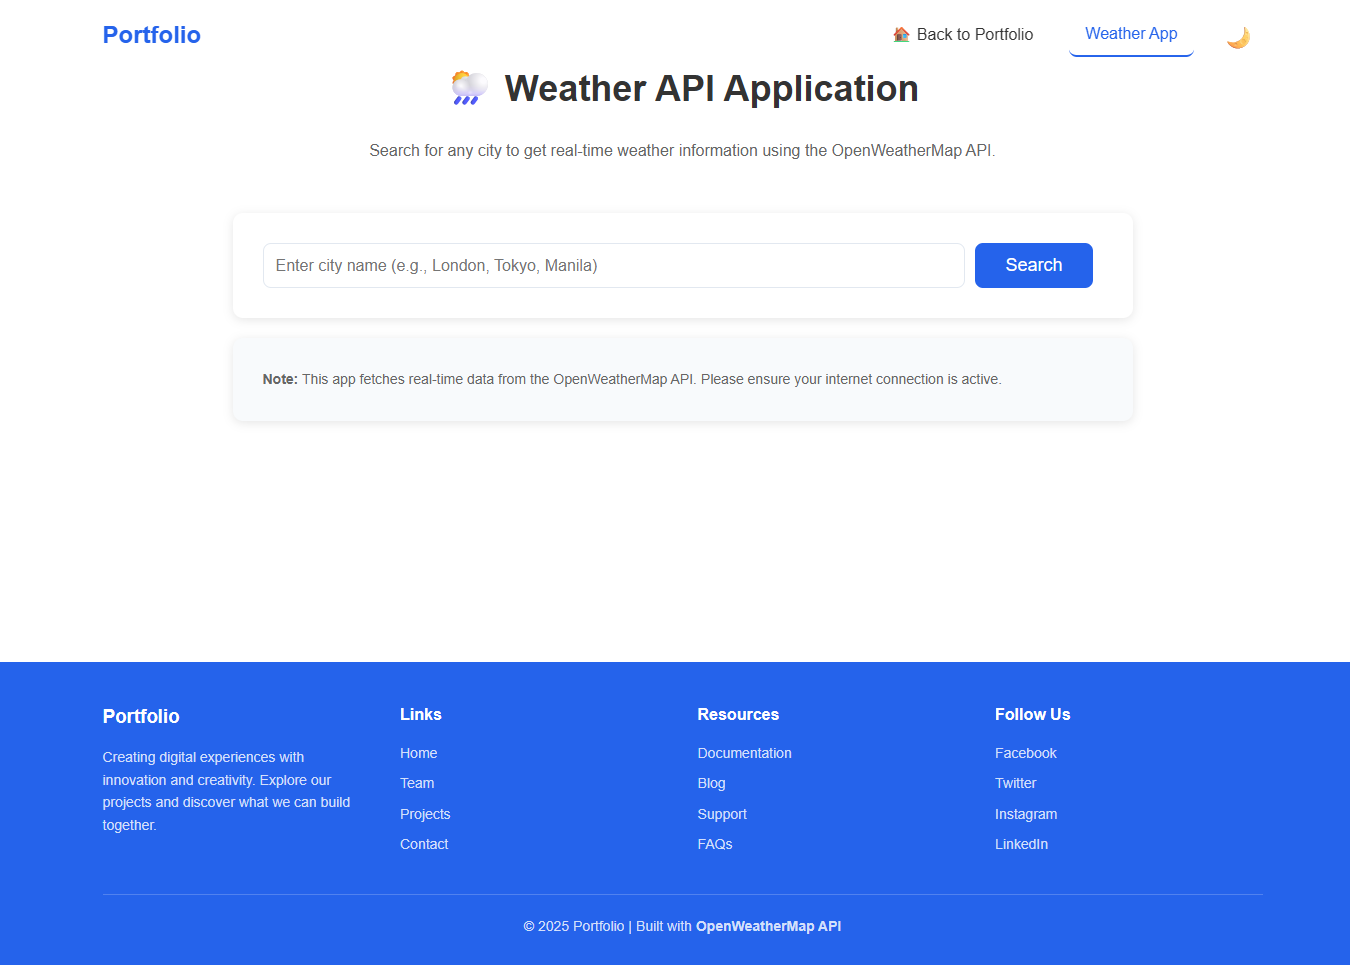 Portfolio
Back to Portfolio
Weather App
Weather API Application
Search for any city to get real-time weather information using the OpenWeatherMap API.
Enter city name (e.g., London, Tokyo, Manila)
Search
Note: This app fetches real-time data from the OpenWeatherMap API. Please ensure your internet connection is active.
Portfolio
Creating digital experiences with
innovation and creativity. Explore our
projects and discover what we can build
together.
Links
Home
Team
Projects
Contact
Resources
Documentation
Blog
Support
FAQs
Follow Us
Facebook
Twitter
Instagram
LinkedIn
© 2025 Portfolio | Built with OpenWeatherMap API